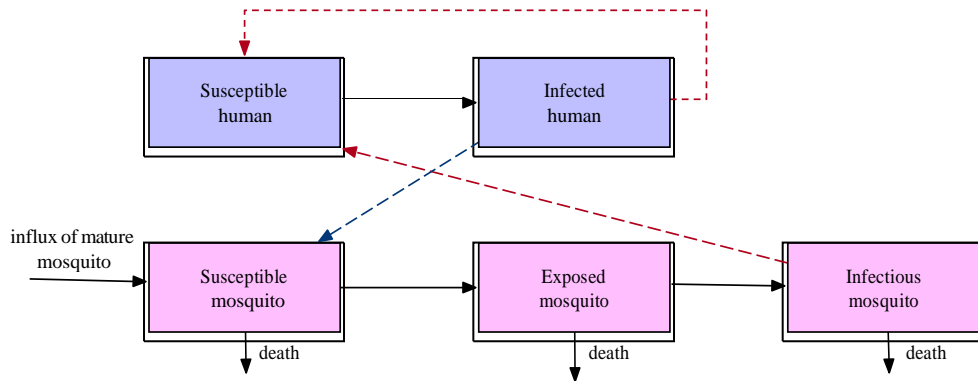 Susceptible
human
Infected
human
influx of mature
mosquito
Susceptible
mosquito
Exposed
mosquito
Infectious
mosquito
death
death
death